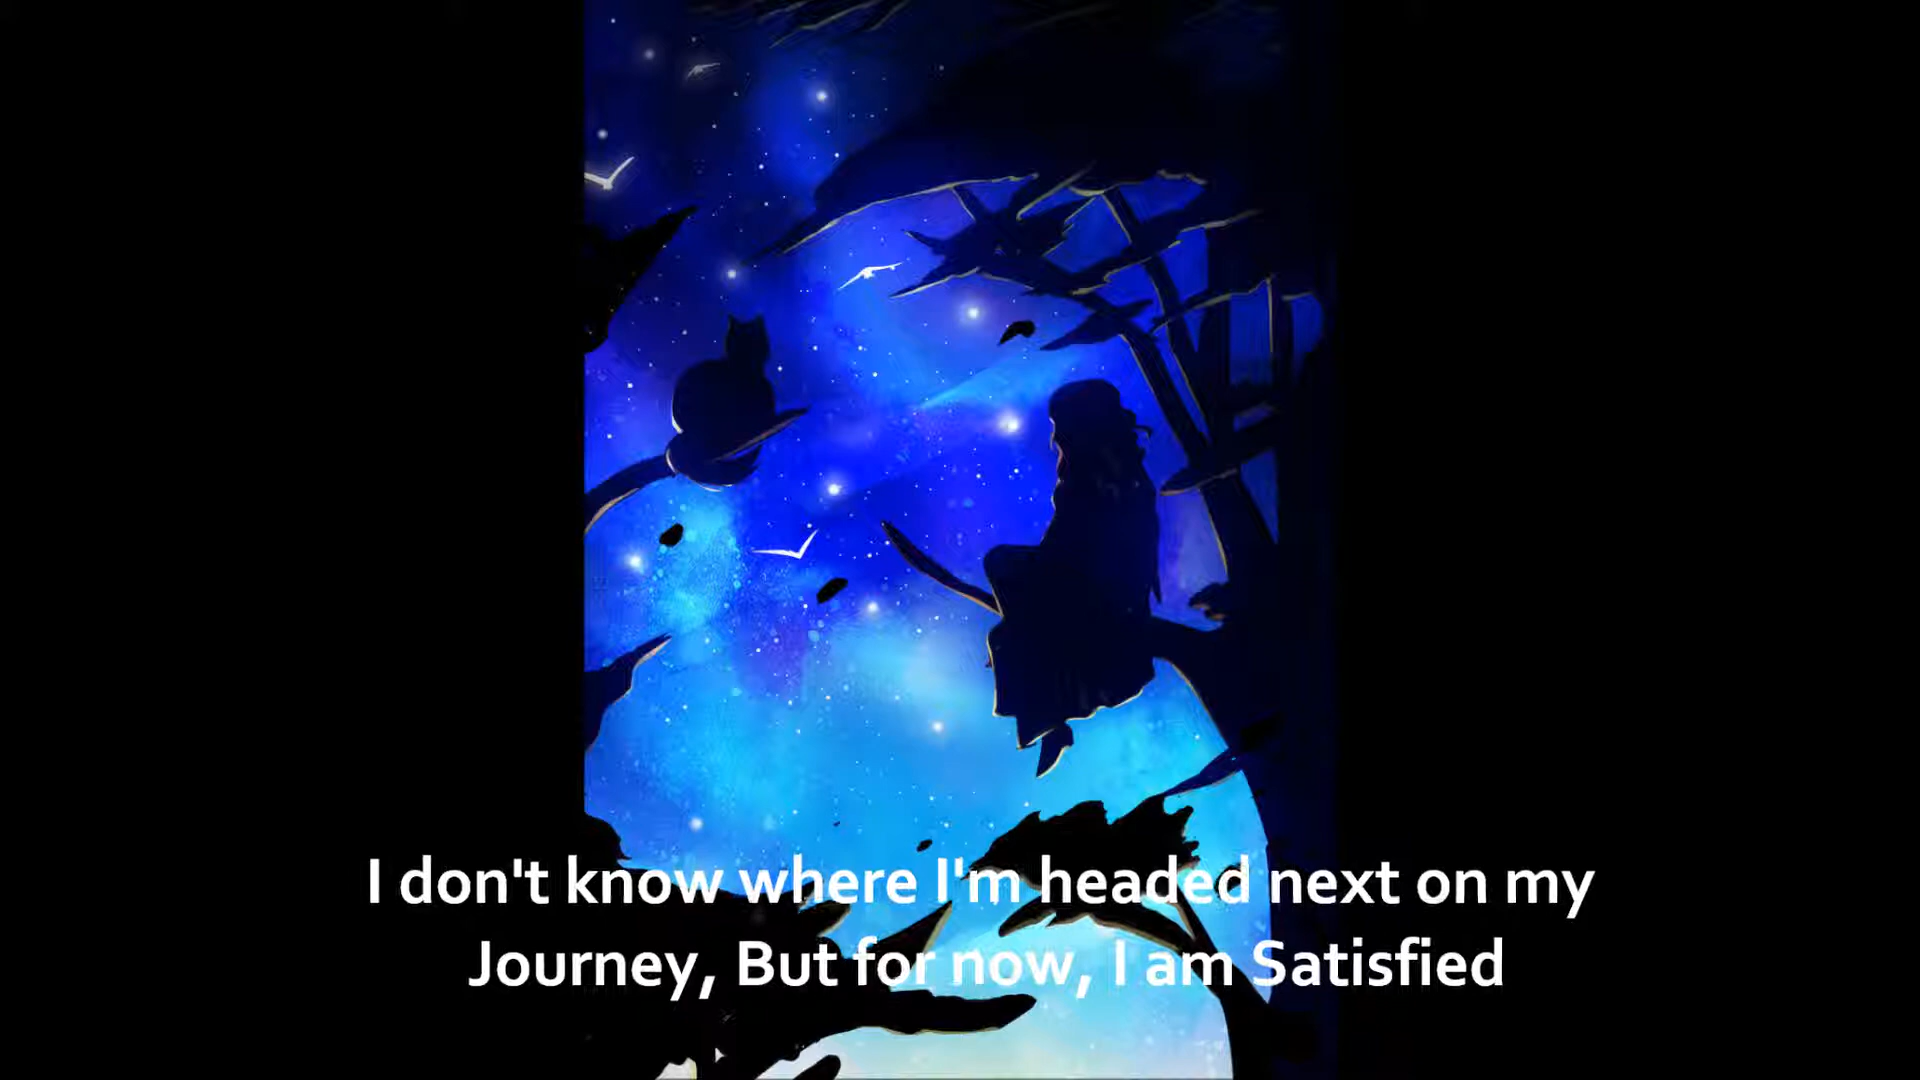 I don't know where I'm headed next on my
Journey, But for now, I am Satisfied